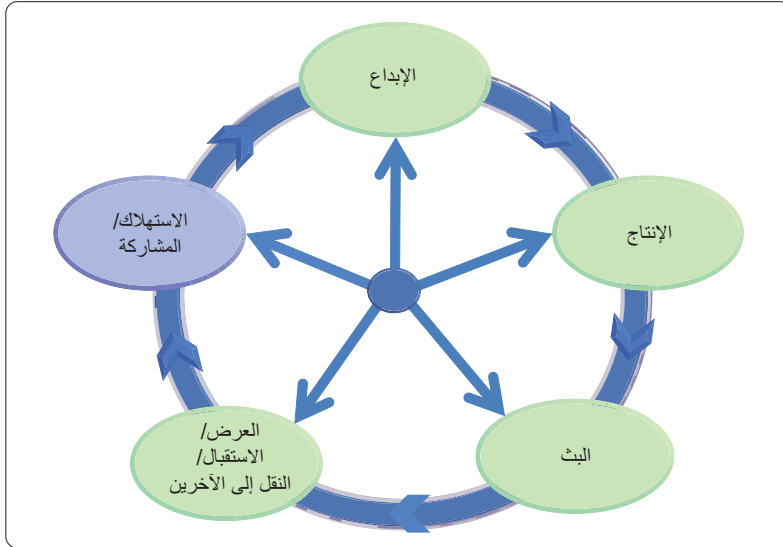 الإبداع
الإنتاج
البث
العرض/
الاستقبال/
النقل إلى الآخرين
الاستهلاك/
المشاركة